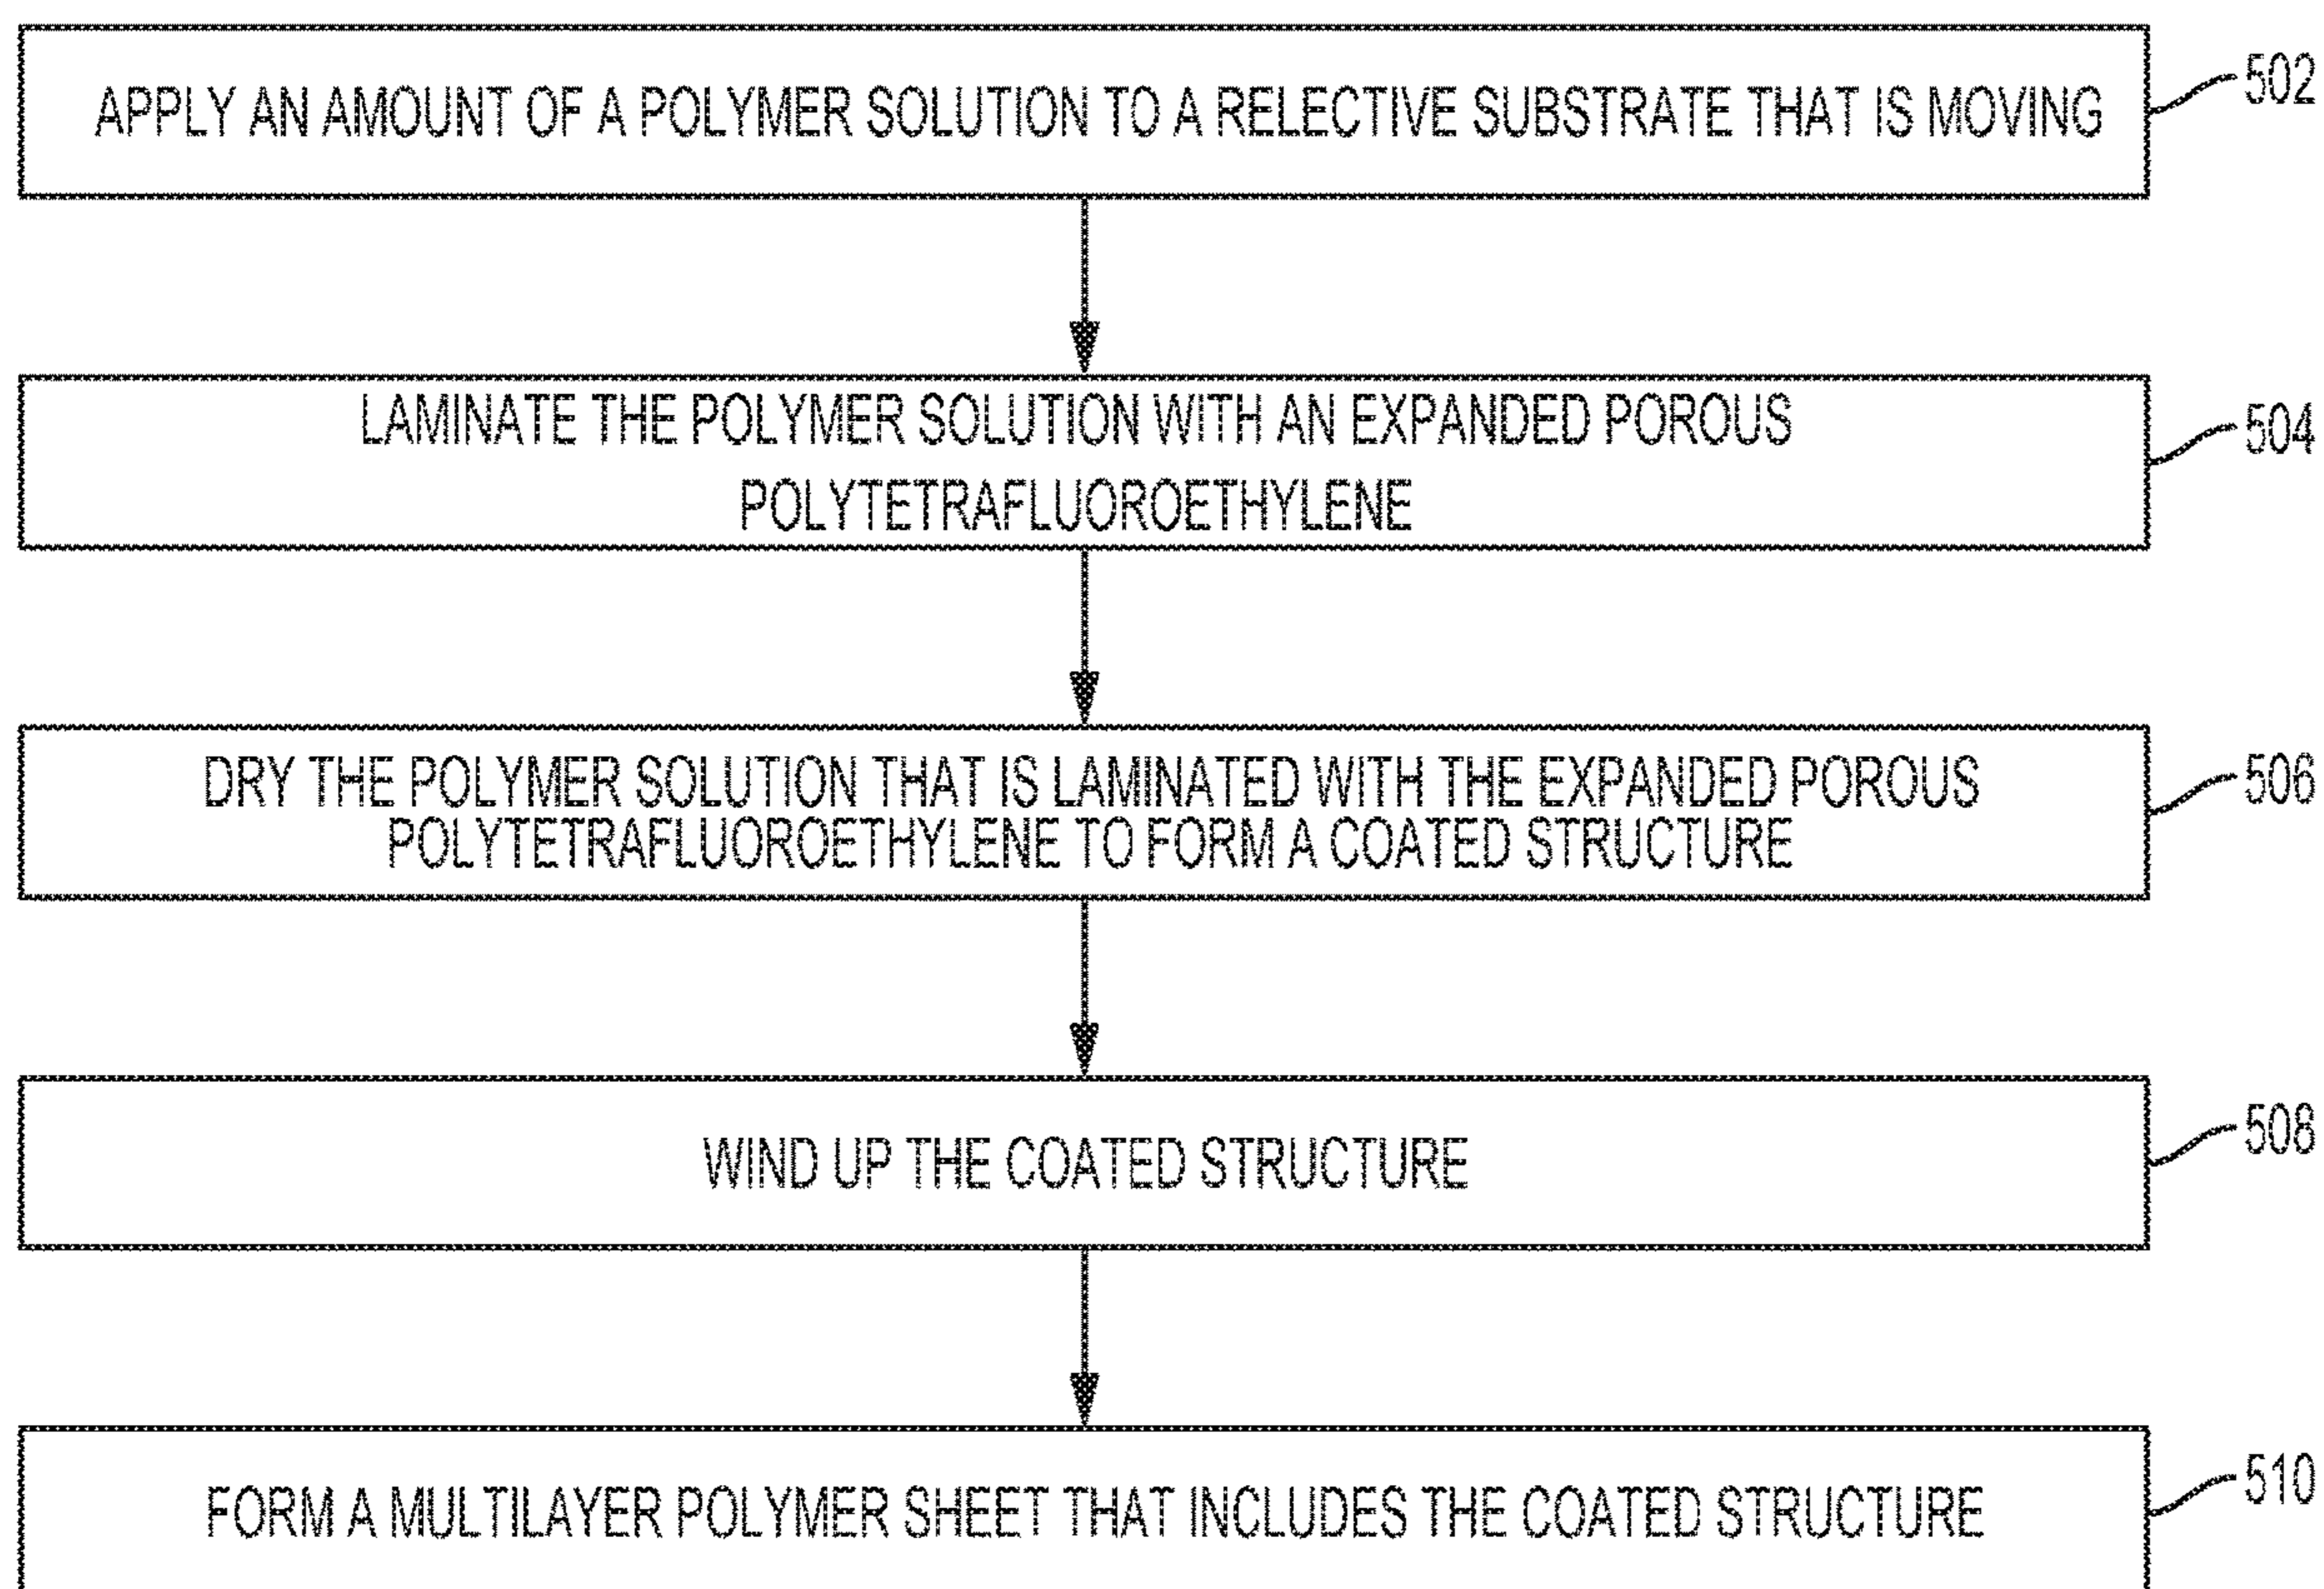 APPLY AN AMOUNT OF A POLYMER SOLUTION TO A RELECTIVE SUBSTRATE THAT IS MOVING
502
LAMINATE THE POLYMER SOLUTION WITH AN EXPANDED POROUS
POLYTETRAFLUOROETHYLENE
504
DRY THE POLYMER SOLUTION THAT IS LAMINATED WITH THE EXPANDED POROUS
POLYTETRAFLUOROETHYLENE TO FORM A COATED STRUCTURE
506
WIND UP THE COATED STRUCTURE
508
FORM A MULTILAYER POLYMER SHEET THAT INCLUDES THE COATED STRUCTURE
510